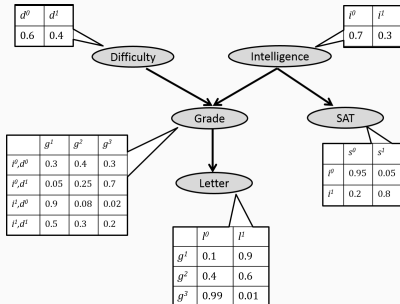 d⁰ d¹
0.6 0.4
i⁰ i¹
0.7 0.3
Difficulty
Intelligence
Grade
SAT
g¹ g² g³
i⁰,d⁰ 0.3 0.4 0.3
i⁰,d¹ 0.05 0.25 0.7
i¹,d⁰ 0.9 0.08 0.02
i¹,d¹ 0.5 0.3 0.2
s⁰ s¹
i⁰ 0.95 0.05
i¹ 0.2 0.8
Letter
l⁰ l¹
g¹ 0.1 0.9
g² 0.4 0.6
g³ 0.99 0.01